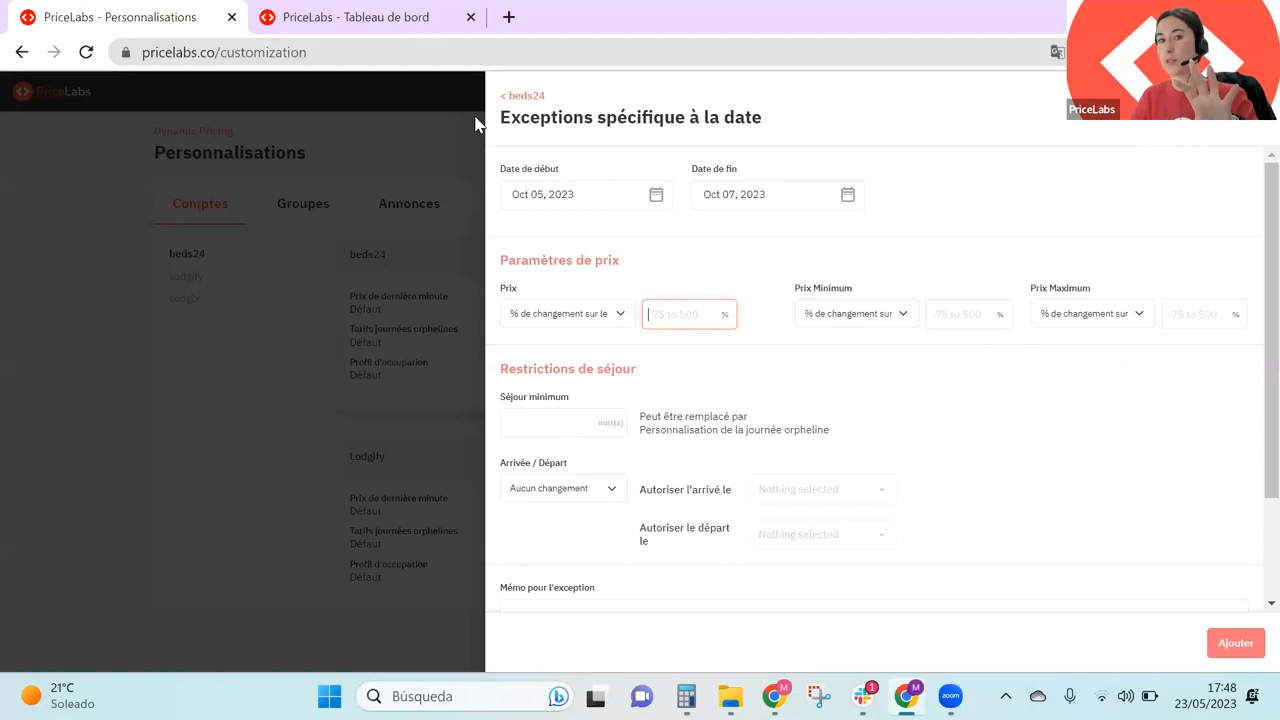 PriceLabs - Personnalisations
PriceLabs - Tableau de bord
pricelabs.co/customization
PriceLabs
PriceLabs
Dynamic Pricing
Personnalisations
Comptes
Groupes
Annonces
beds24
Lodgify
Ledgix
beds24
Prix de dernière minute
Défaut
Tarifs journées orphelines
Défaut
Profil d'occupation
Défaut
Lodgify
Prix de dernière minute
Défaut
Tarifs journées orphelines
Défaut
Profil d'occupation
Défaut
< beds24
Exceptions spécifique à la date
Date de début
Date de fin
Oct 05, 2023
Oct 07, 2023
Paramètres de prix
Prix
Prix Minimum
Prix Maximum
% de changement sur le
75 to 500 %
% de changement sur
-75 to 500 %
% de changement sur
-75 to 500 %
Restrictions de séjour
Séjour minimum
nuit(s)
Peut être remplacé par
Personnalisation de la journée orpheline
Arrivée / Départ
Aucun changement
Autoriser l'arrivé le
Nothing selected
Autoriser le départ
le
Nothing selected
Mémo pour l'exception
Ajouter
21°C
Soleado
Búsqueda
M
1
M
zoom
17:48
23/05/2023